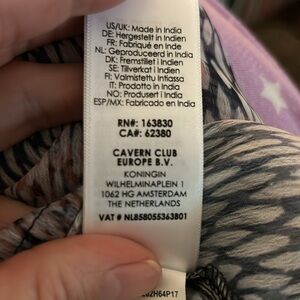 US/UK: Made in India
DE: Hergestellt in Indien
FR: Fabriqué en Inde
NL: Geproduceerd in India
DK: Fremstillet i Indien
SE: Tillverkat i Indien
FI: Valmistettu Intiassa
IT: Prodotto in India
NO: Produsert i India
ESP/MX: Fabricado en India
RN#: 163830
CA#: 62380
CAVERN CLUB
EUROPE B.V.
KONINGIN
WILHELMINAPLEIN 1
1062 HG AMSTERDAM
THE NETHERLANDS
VAT # NL858055363B01